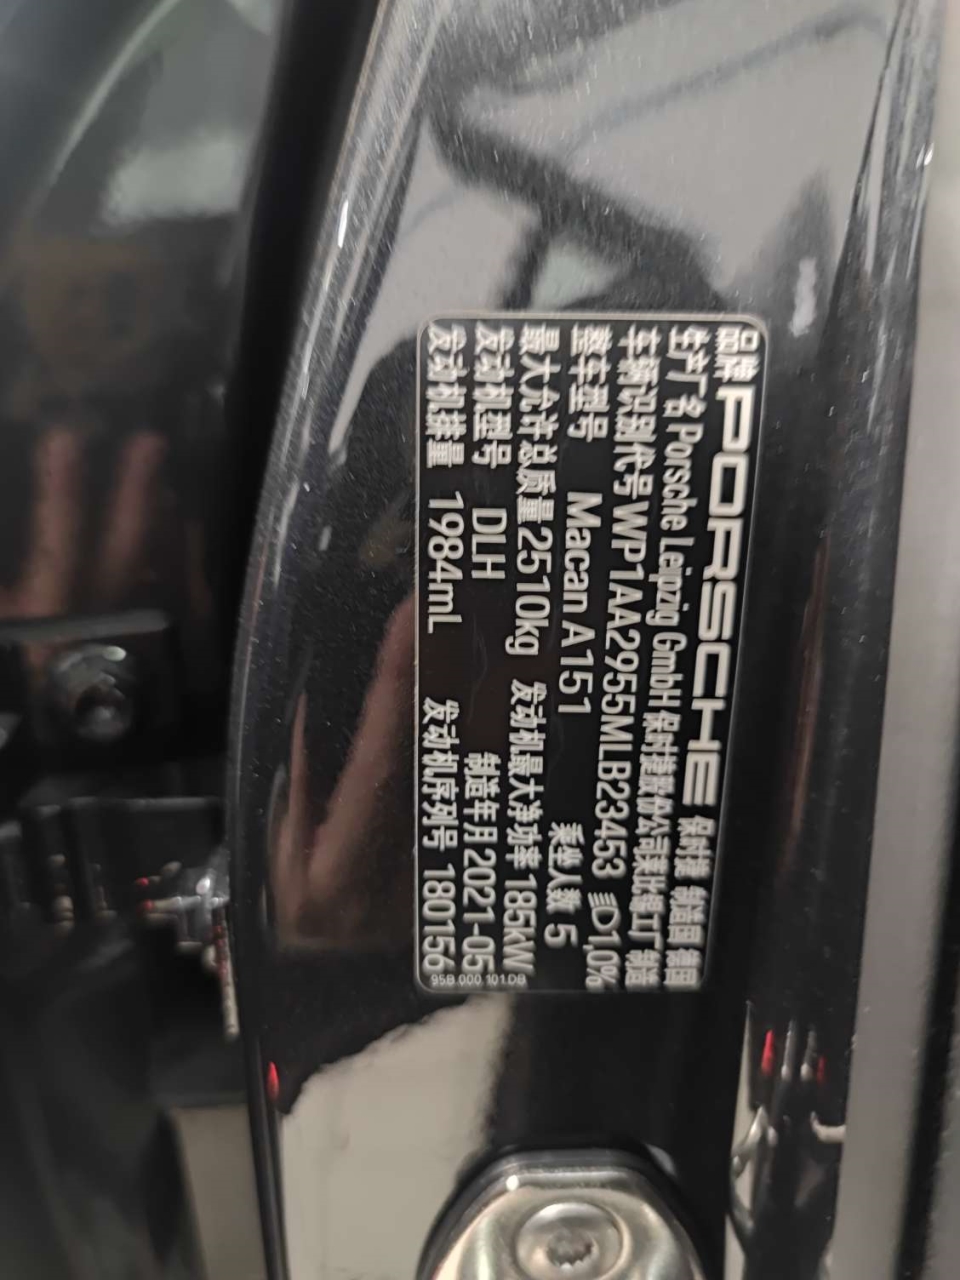 品牌 PORSCHE 保时捷 制造国 德国
生产厂名 Porsche Leipzig GmbH 保时捷股份公司莱比锡工厂 制造
车辆识别代号 WP1AA2955MLB23453 1,0%
整车型号 Macan A151 乘坐人数 5
最大允许总质量 2510kg 发动机最大净功率 185kW
发动机型号 DLH 制造年月 2021-05
发动机排量 1984mL 发动机序列号 180156
95B 000 101 DB